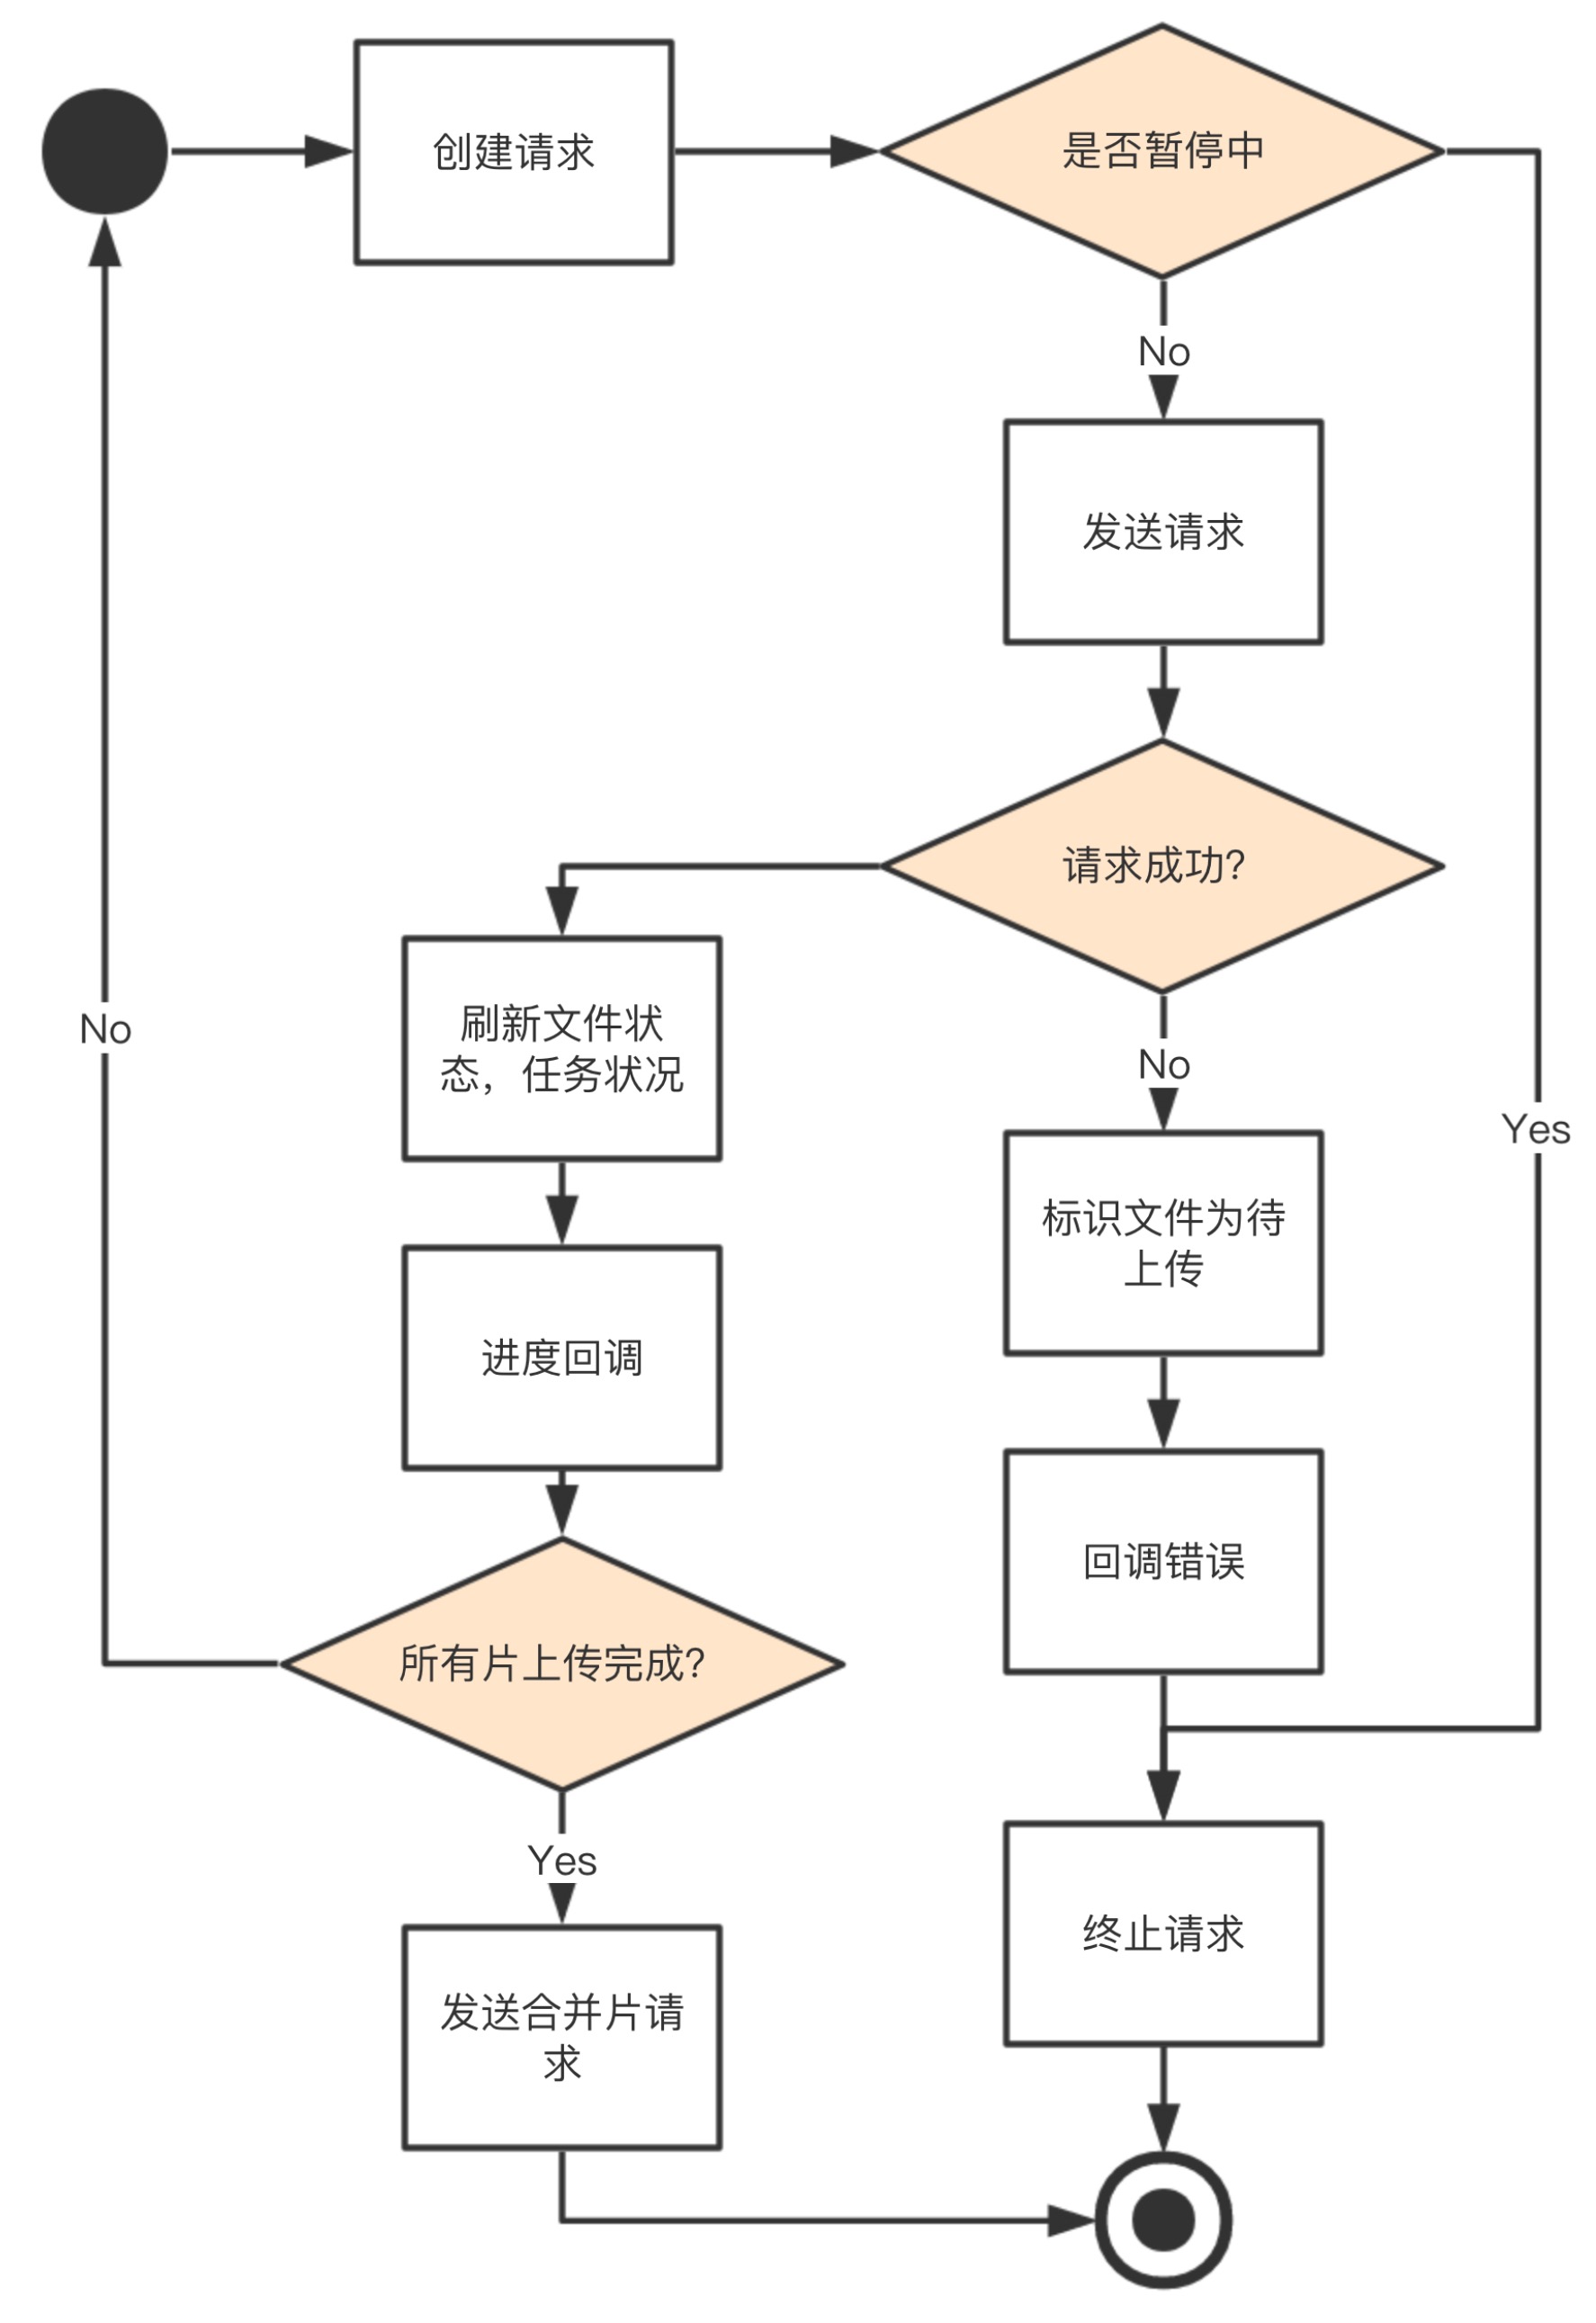 创建请求
是否暂停中
No
发送请求
请求成功?
刷新文件状
态，任务状况
No
No
Yes
标识文件为待
上传
进度回调
回调错误
所有片上传完成?
Yes
终止请求
发送合并片请
求